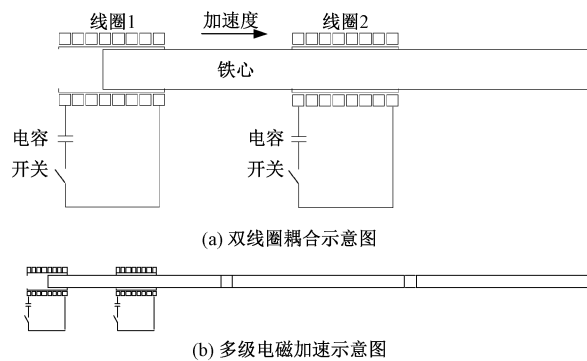 线圈1
加速度
线圈2
铁心
电容
开关
电容
开关
(a) 双线圈耦合示意图
(b) 多级电磁加速示意图